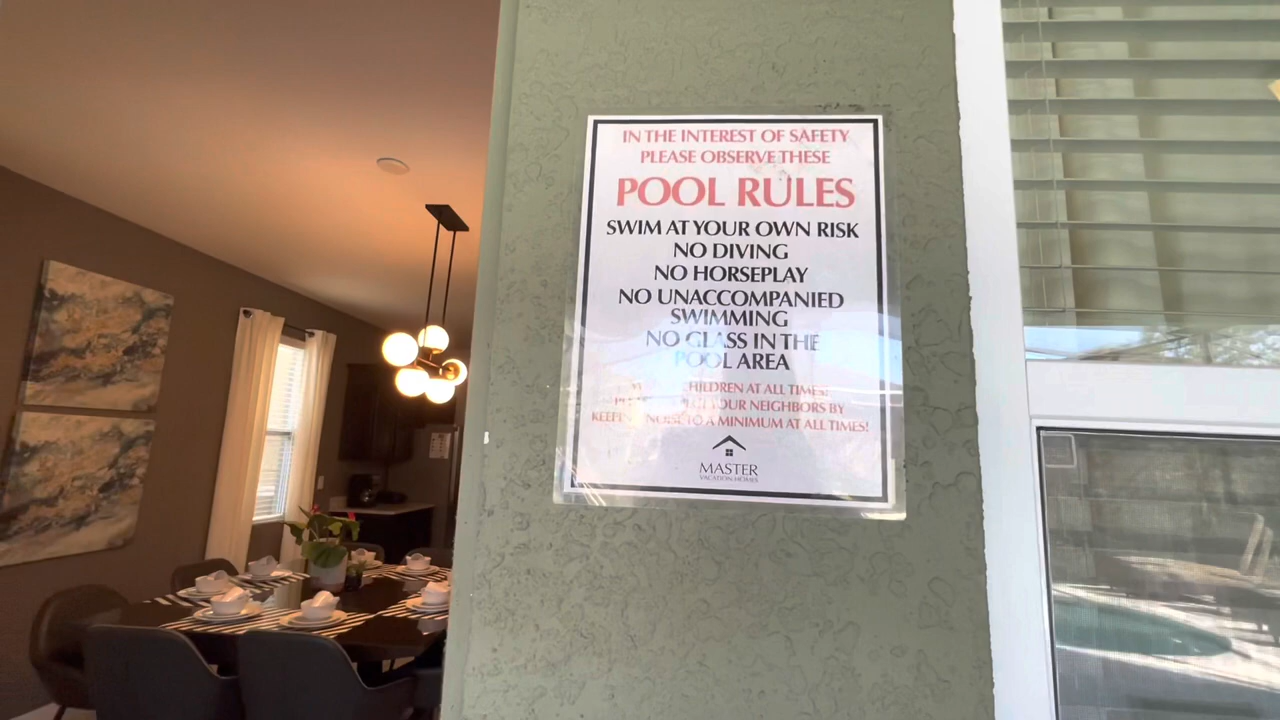 IN THE INTEREST OF SAFETY
PLEASE OBSERVE THESE
POOL RULES
SWIM AT YOUR OWN RISK
NO DIVING
NO HORSEPLAY
NO UNACCOMPANIED
SWIMMING
NO GLASS IN THE
POOL AREA
CHILDREN AT ALL TIMES!
YOUR NEIGHBORS BY
NOISE TO A MINIMUM AT ALL TIMES!
MASTER
VACATION HOMES